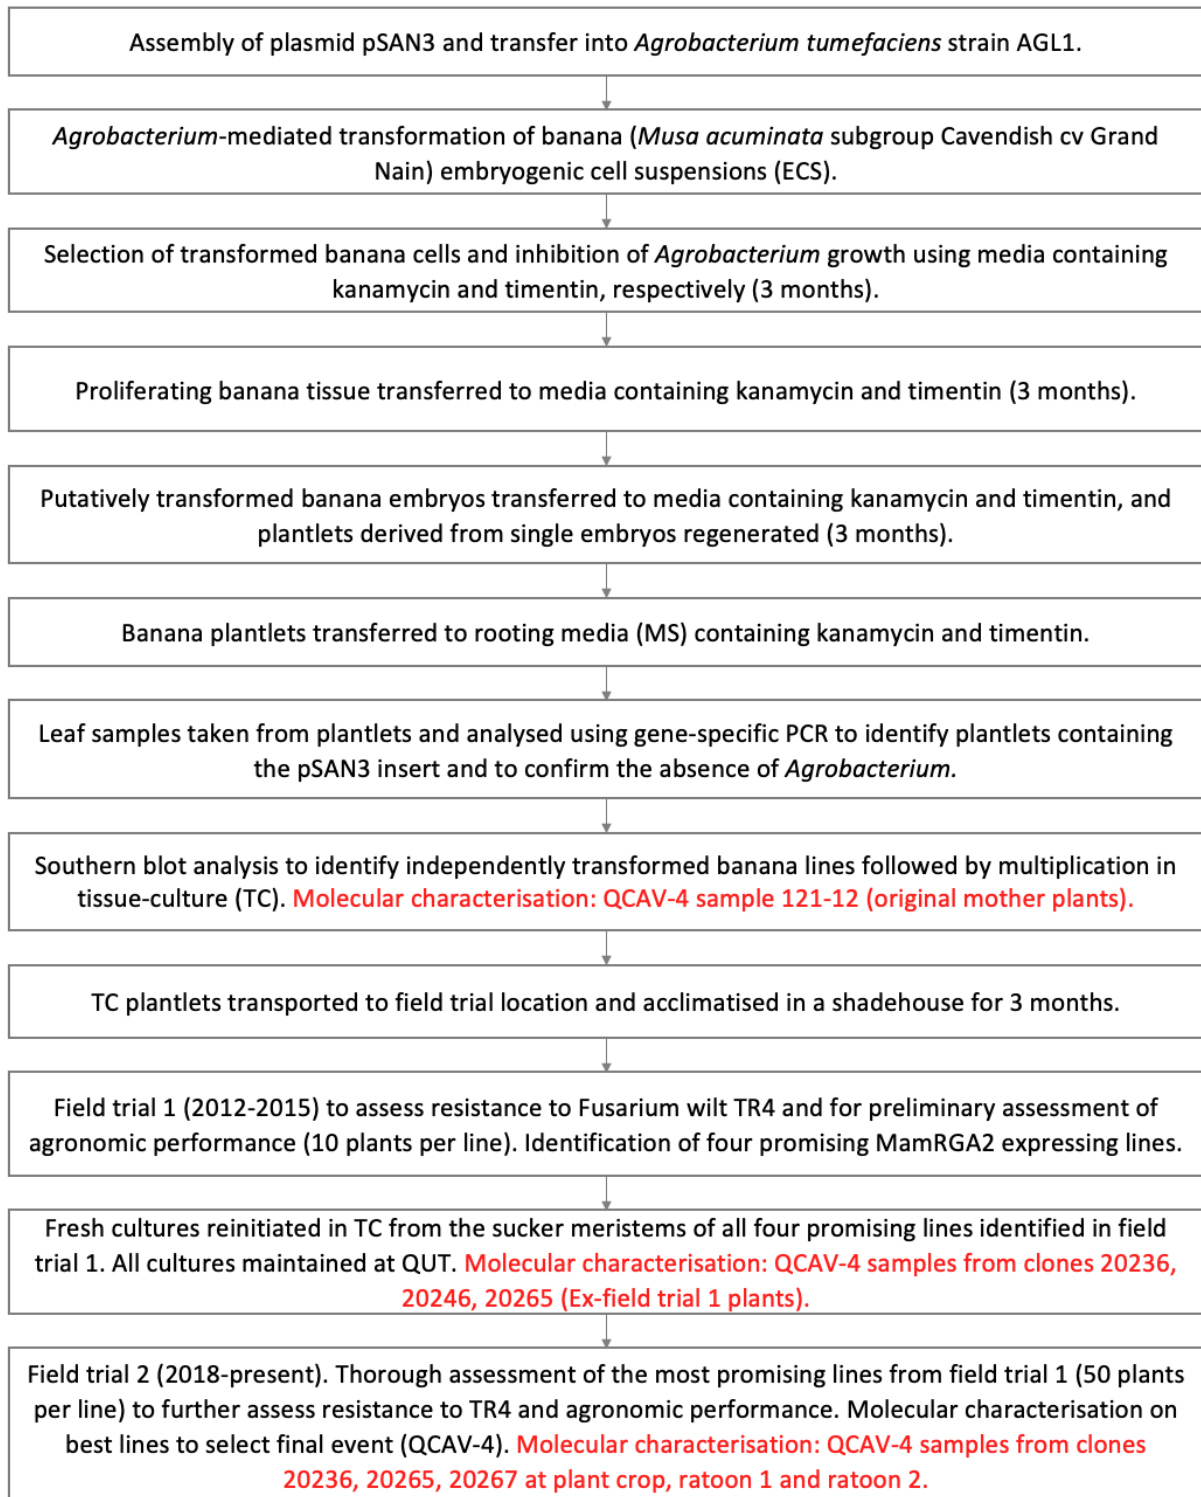 Assembly of plasmid pSAN3 and transfer into Agrobacterium tumefaciens strain AGL1.
Agrobacterium-mediated transformation of banana (Musa acuminata subgroup Cavendish cv Grand
Nain) embryogenic cell suspensions (ECS).
Selection of transformed banana cells and inhibition of Agrobacterium growth using media containing
kanamycin and timentin, respectively (3 months).
Proliferating banana tissue transferred to media containing kanamycin and timentin (3 months).
Putatively transformed banana embryos transferred to media containing kanamycin and timentin, and
plantlets derived from single embryos regenerated (3 months).
Banana plantlets transferred to rooting media (MS) containing kanamycin and timentin.
Leaf samples taken from plantlets and analysed using gene-specific PCR to identify plantlets containing
the pSAN3 insert and to confirm the absence of Agrobacterium.
Southern blot analysis to identify independently transformed banana lines followed by multiplication in
tissue-culture (TC). Molecular characterisation: QCAV-4 sample 121-12 (original mother plants).
TC plantlets transported to field trial location and acclimatised in a shadehouse for 3 months.
Field trial 1 (2012-2015) to assess resistance to Fusarium wilt TR4 and for preliminary assessment of
agronomic performance (10 plants per line). Identification of four promising MamRGA2 expressing lines.
Fresh cultures reinitiated in TC from the sucker meristems of all four promising lines identified in field
trial 1. All cultures maintained at QUT. Molecular characterisation: QCAV-4 samples from clones 20236,
20246, 20265 (Ex-field trial 1 plants).
Field trial 2 (2018-present). Thorough assessment of the most promising lines from field trial 1 (50 plants
per line) to further assess resistance to TR4 and agronomic performance. Molecular characterisation on
best lines to select final event (QCAV-4). Molecular characterisation: QCAV-4 samples from clones
20236, 20265, 20267 at plant crop, ratoon 1 and ratoon 2.